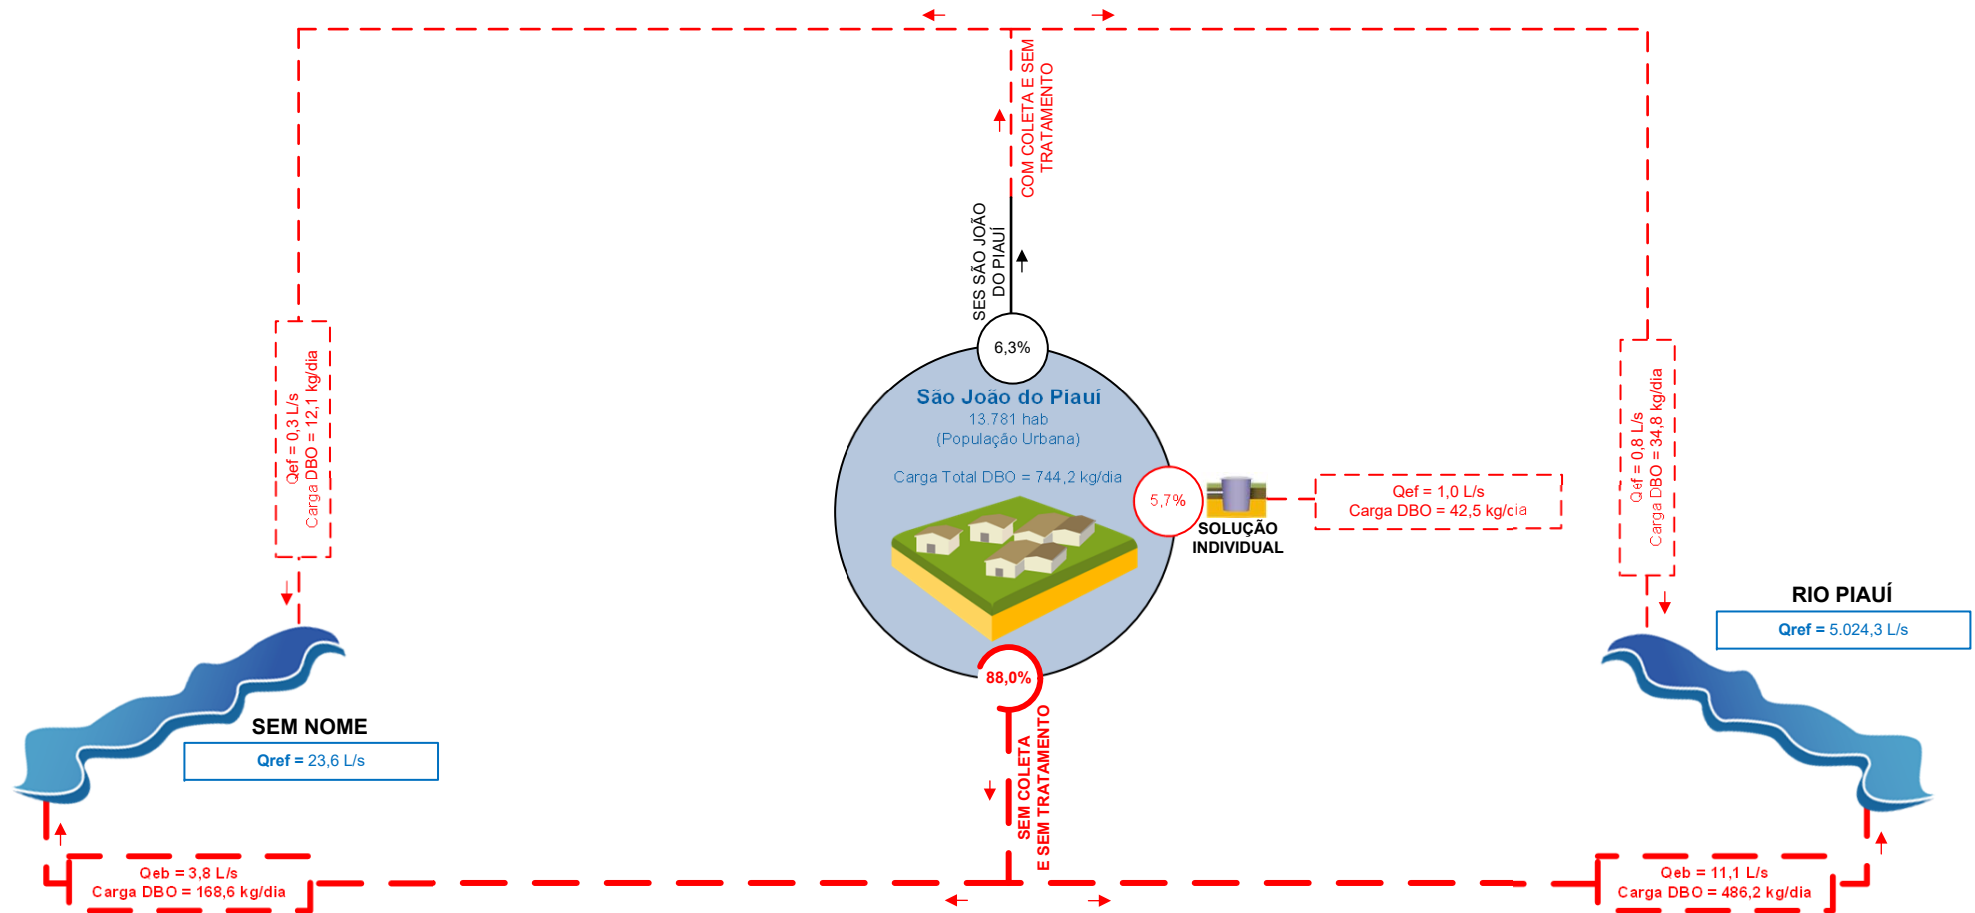 COM COLETA E SEM
TRATAMENTO
SES SÃO JOÃO
DO PIAUÍ
6,3%
São João do Piauí
13.781 hab
(População Urbana)
Carga Total DBO = 744,2 kg/dia
5,7%
SOLUÇÃO
INDIVIDUAL
Qef = 1,0 L/s
Carga DBO = 42,5 kg/dia
88,0%
SEM COLETA
E SEM TRATAMENTO
Qef = 0,3 L/s
Carga DBO = 12,1 kg/dia
Qef = 0,8 L/s
Carga DBO = 34,8 kg/dia
RIO PIAUÍ
Qref = 5.024,3 L/s
SEM NOME
Qref = 23,6 L/s
Qeb = 3,8 L/s
Carga DBO = 168,6 kg/dia
Qeb = 11,1 L/s
Carga DBO = 486,2 kg/dia